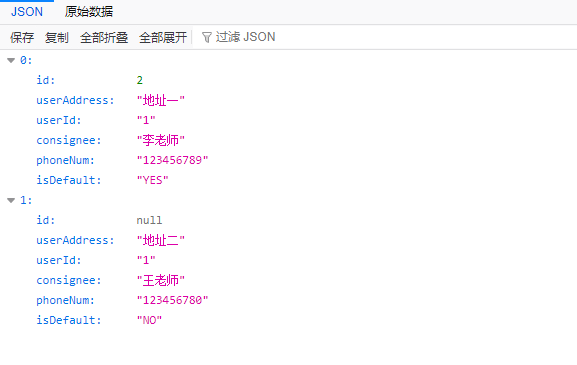 JSON 原始数据
保存 复制 全部折叠 全部展开 过滤 JSON
0:
id: 2
userAddress: "地址一"
userId: "1"
consignee: "李老师"
phoneNum: "123456789"
isDefault: "YES"
1:
id: null
userAddress: "地址二"
userId: "1"
consignee: "王老师"
phoneNum: "123456780"
isDefault: "NO"